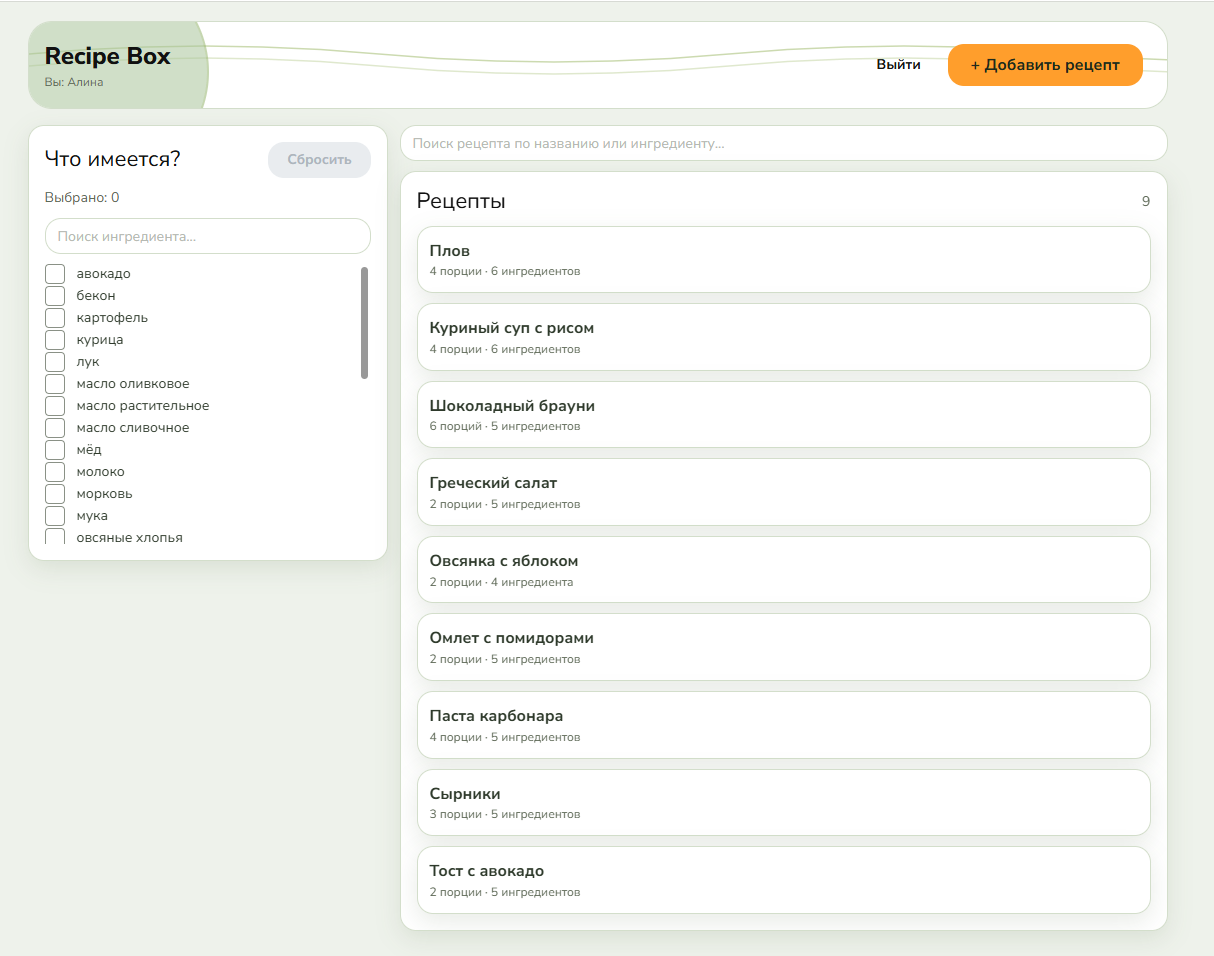 Recipe Box
Вы: Алина
Выйти
+ Добавить рецепт
Что имеется?
Сбросить
Выбрано: 0
Поиск ингредиента...
авокадо
бекон
картофель
курица
лук
масло оливковое
масло растительное
масло сливочное
мёд
молоко
морковь
мука
овсяные хлопья
Поиск рецепта по названию или ингредиенту...
Рецепты
9
Плов
4 порции · 6 ингредиентов
Куриный суп с рисом
4 порции · 6 ингредиентов
Шоколадный брауни
6 порций · 5 ингредиентов
Греческий салат
2 порции · 5 ингредиентов
Овсянка с яблоком
2 порции · 4 ингредиента
Омлет с помидорами
2 порции · 5 ингредиентов
Паста карбонара
4 порции · 5 ингредиентов
Сырники
3 порции · 5 ингредиентов
Тост с авокадо
2 порции · 5 ингредиентов